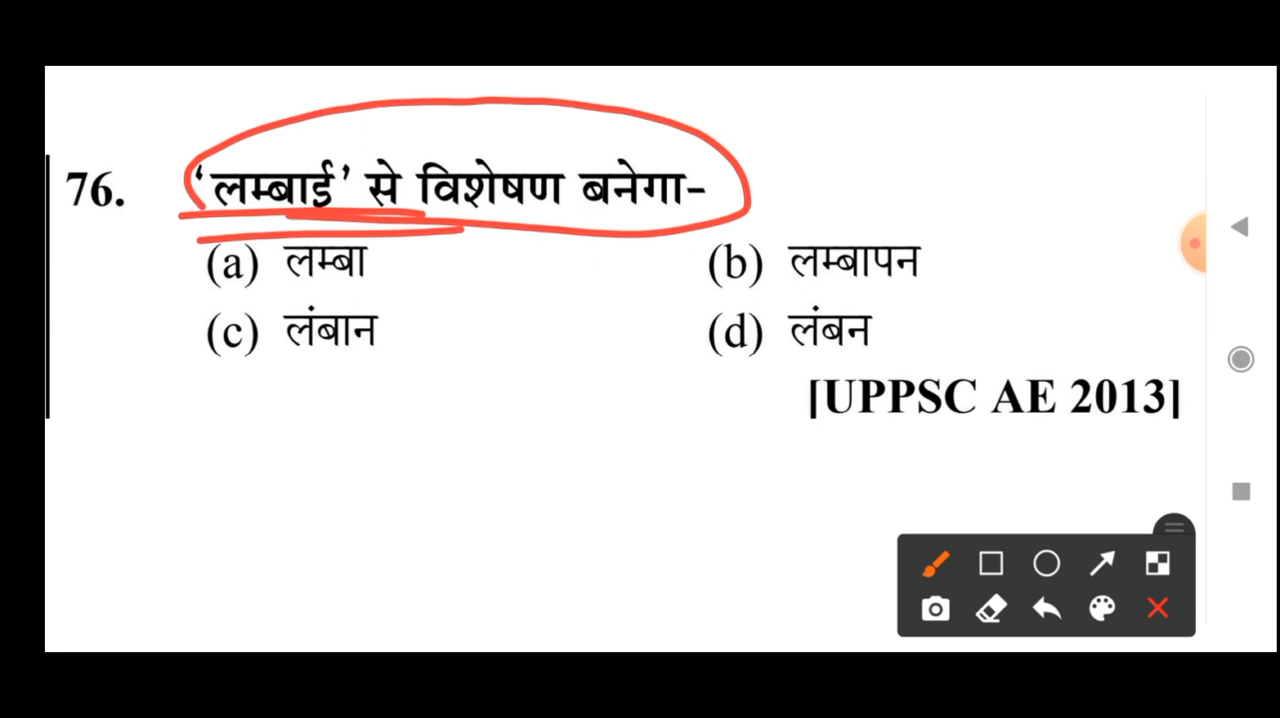 76. ‘लम्बाई’ से विशेषण बनेगा-
(a) लम्बा (b) लम्बापन
(c) लंबान (d) लंबन
[UPPSC AE 2013]